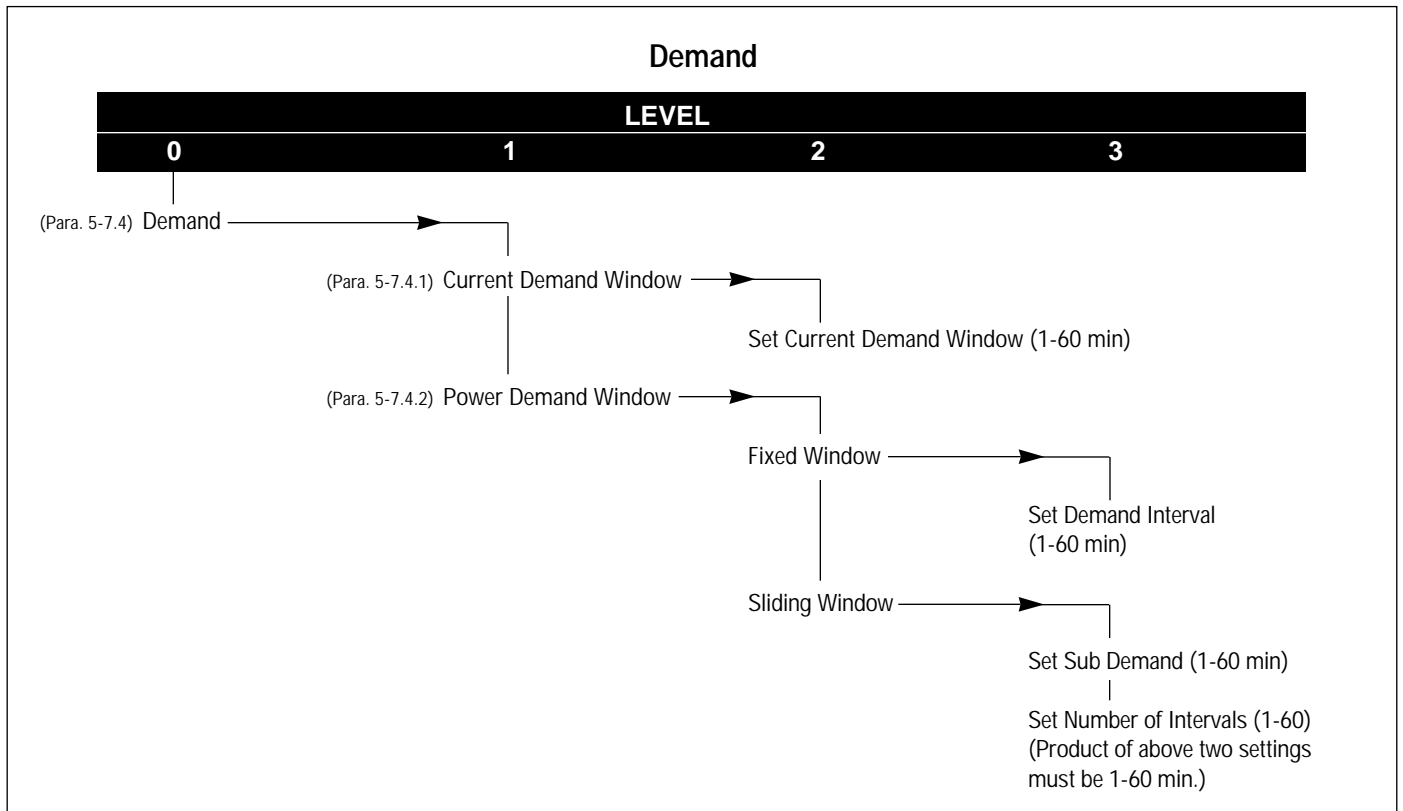 Demand
LEVEL
0 1 2 3
(Para. 5-7.4) Demand
(Para. 5-7.4.1) Current Demand Window
Set Current Demand Window (1-60 min)
(Para. 5-7.4.2) Power Demand Window
Fixed Window
Set Demand Interval
(1-60 min)
Sliding Window
Set Sub Demand (1-60 min)
Set Number of Intervals (1-60)
(Product of above two settings
must be 1-60 min.)